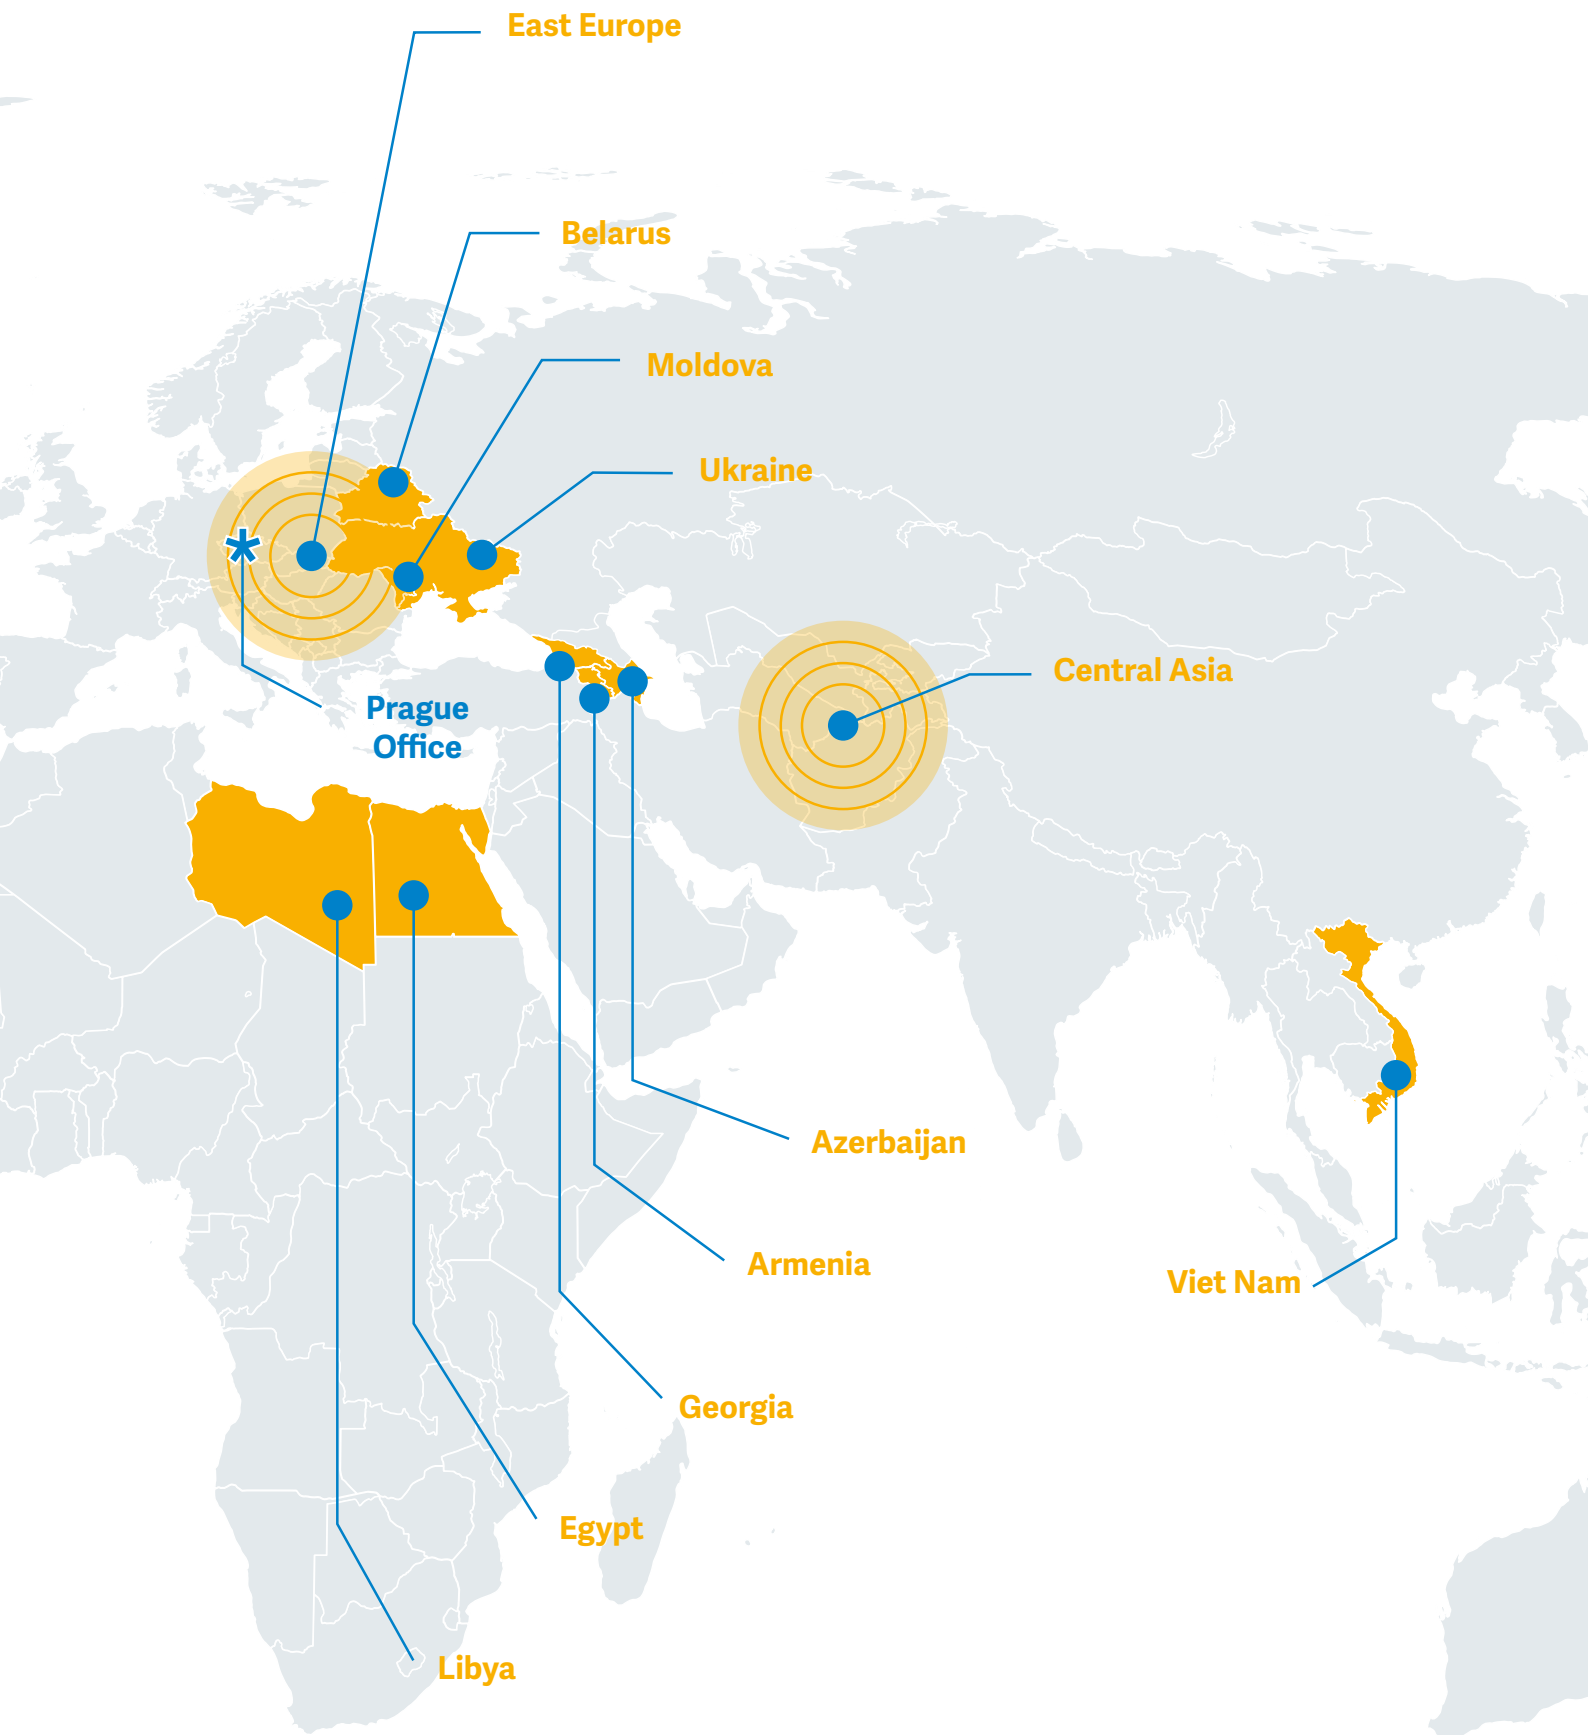 East Europe
Belarus
Moldova
Ukraine
Central Asia
Prague
Office
Azerbaijan
Armenia
Viet Nam
Georgia
Egypt
Libya